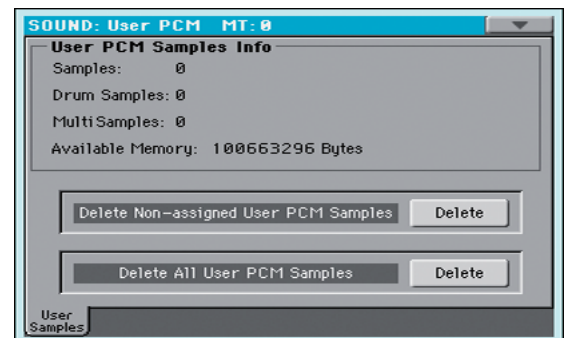 SOUND: User PCM MT:0
User PCM Samples Info
Samples: 0
Drum Samples: 0
MultiSamples: 0
Available Memory: 100663296 Bytes
Delete Non-assigned User PCM Samples Delete
Delete All User PCM Samples Delete
User
Samples